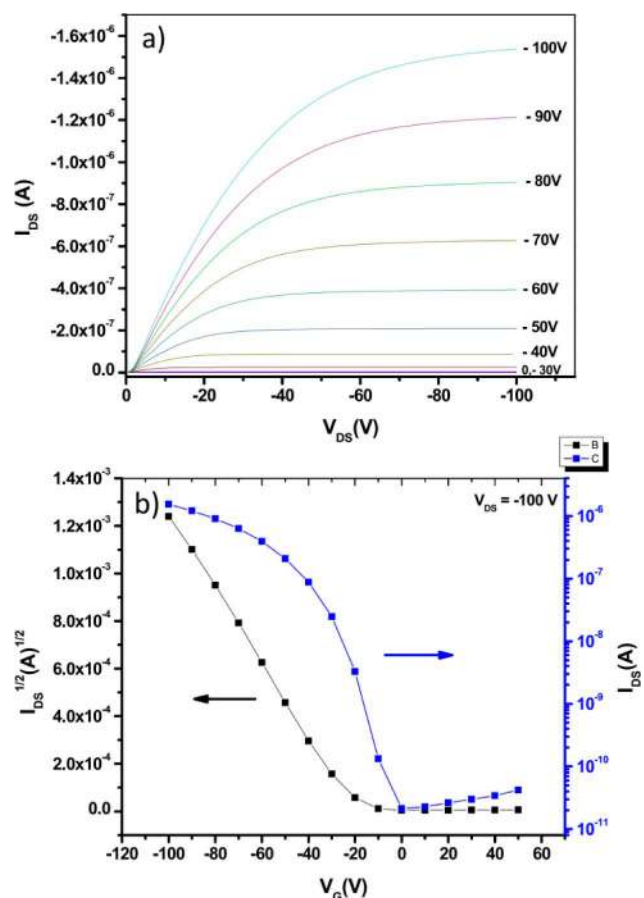 a)
-1.6x10⁻⁶
-1.4x10⁻⁶
-1.2x10⁻⁶
-1.0x10⁻⁶
-8.0x10⁻⁷
-6.0x10⁻⁷
-4.0x10⁻⁷
-2.0x10⁻⁷
0.0
I_DS (A)
- 100V
- 90V
- 80V
- 70V
- 60V
- 50V
- 40V
0,- 30V
0 -20 -40 -60 -80 -100
V_DS(V)
B
C
b)
V_DS = -100 V
1.4x10⁻³
1.2x10⁻³
1.0x10⁻³
8.0x10⁻⁴
6.0x10⁻⁴
4.0x10⁻⁴
2.0x10⁻⁴
0.0
I_DS^1/2(A)^1/2
10⁻⁶
10⁻⁷
10⁻⁸
10⁻⁹
10⁻¹⁰
10⁻¹¹
I_DS(A)
-120 -100 -80 -60 -40 -20 0 20 40 60
V_G(V)